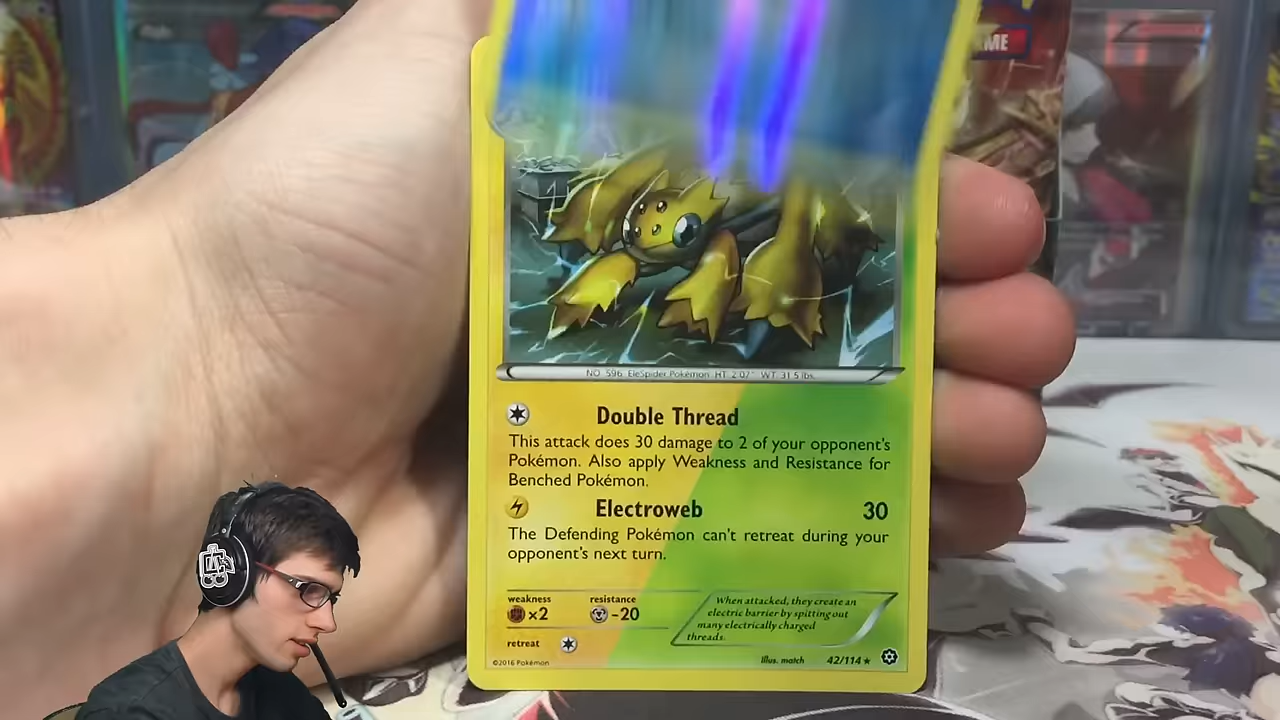 ME
NO. 596 EleSpider Pokémon HT. 2'07" WT. 31.5 lbs.
Double Thread
This attack does 30 damage to 2 of your opponent's
Pokémon. Also apply Weakness and Resistance for
Benched Pokémon.
Electroweb 30
The Defending Pokémon can't retreat during your
opponent's next turn.
weakness resistance
×2 -20
retreat
When attacked, they create an
electric barrier by spitting out
many electrically charged
threads.
©2016 Pokémon Illus. match 42/114★